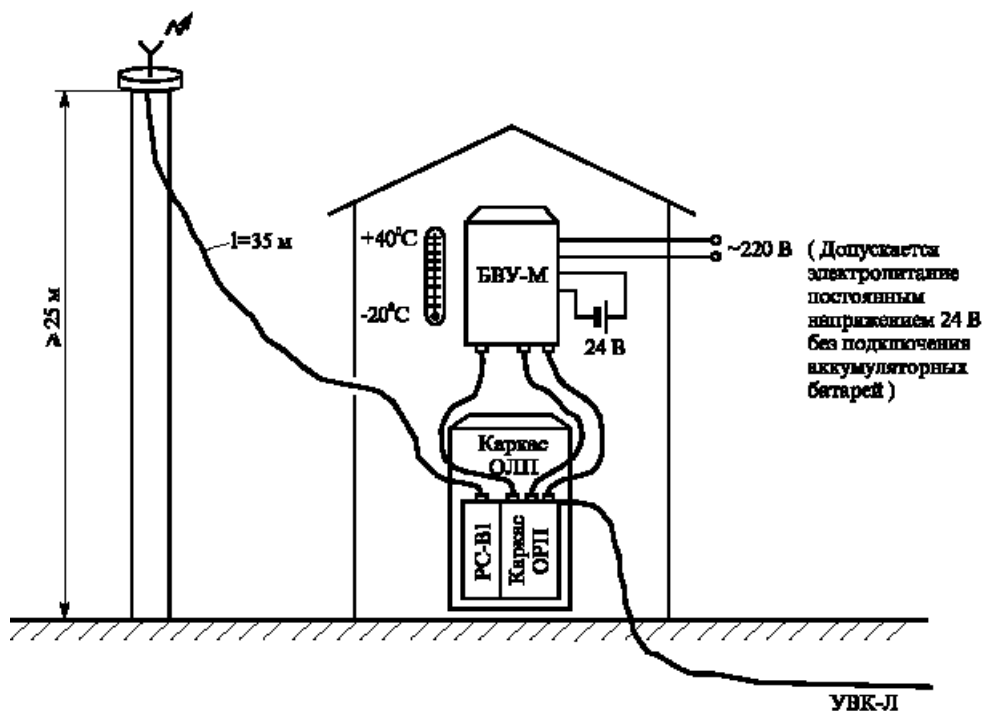 l=35 м
⩾ 25 м
+40°С
-20°С
БВУ-М
24 В
~220 В ( Допускается
электропитание
постоянным
напряжением 24 В
без подключения
аккумуляторных
батарей )
Каркас
ОЛП
РС-В1
Каркас
ОРП
УВК-Л